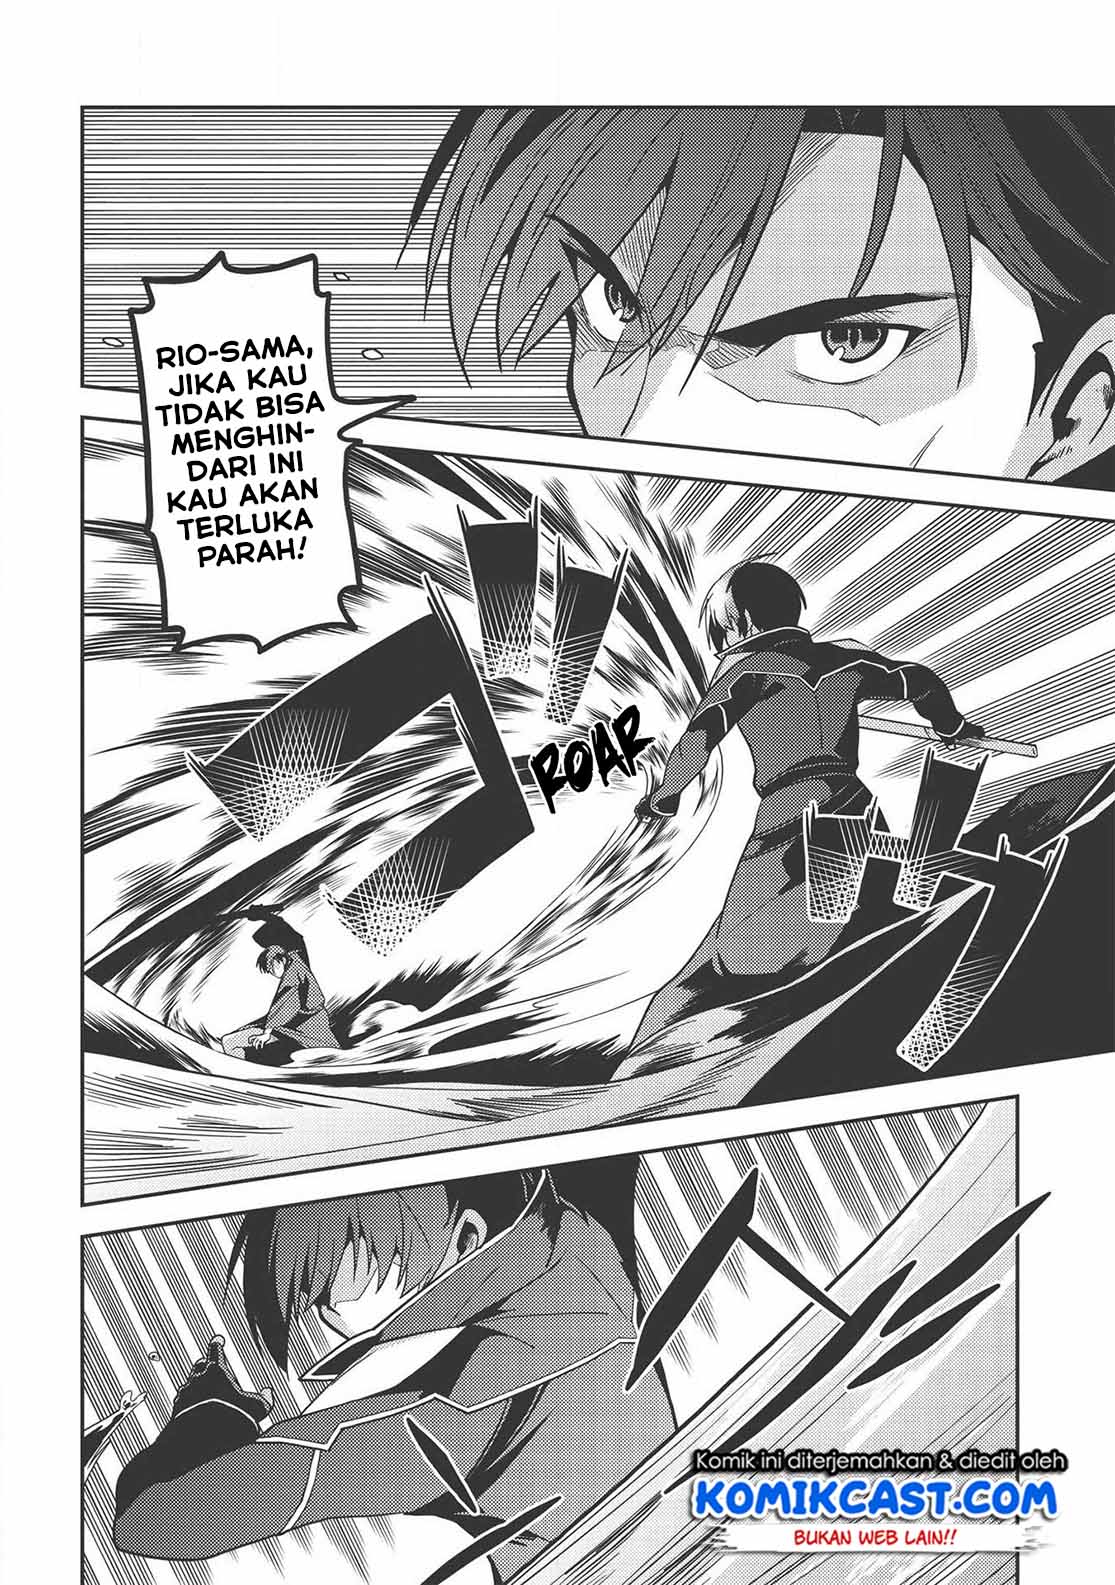 RIO-SAMA,
JIKA KAU
TIDAK BISA
MENGHIN-
DARI INI
KAU AKAN
TERLUKA
PARAH!
ROAR
Komik ini diterjemahkan & diedit oleh
KOMIKCAST.COM
BUKAN WEB LAIN!!